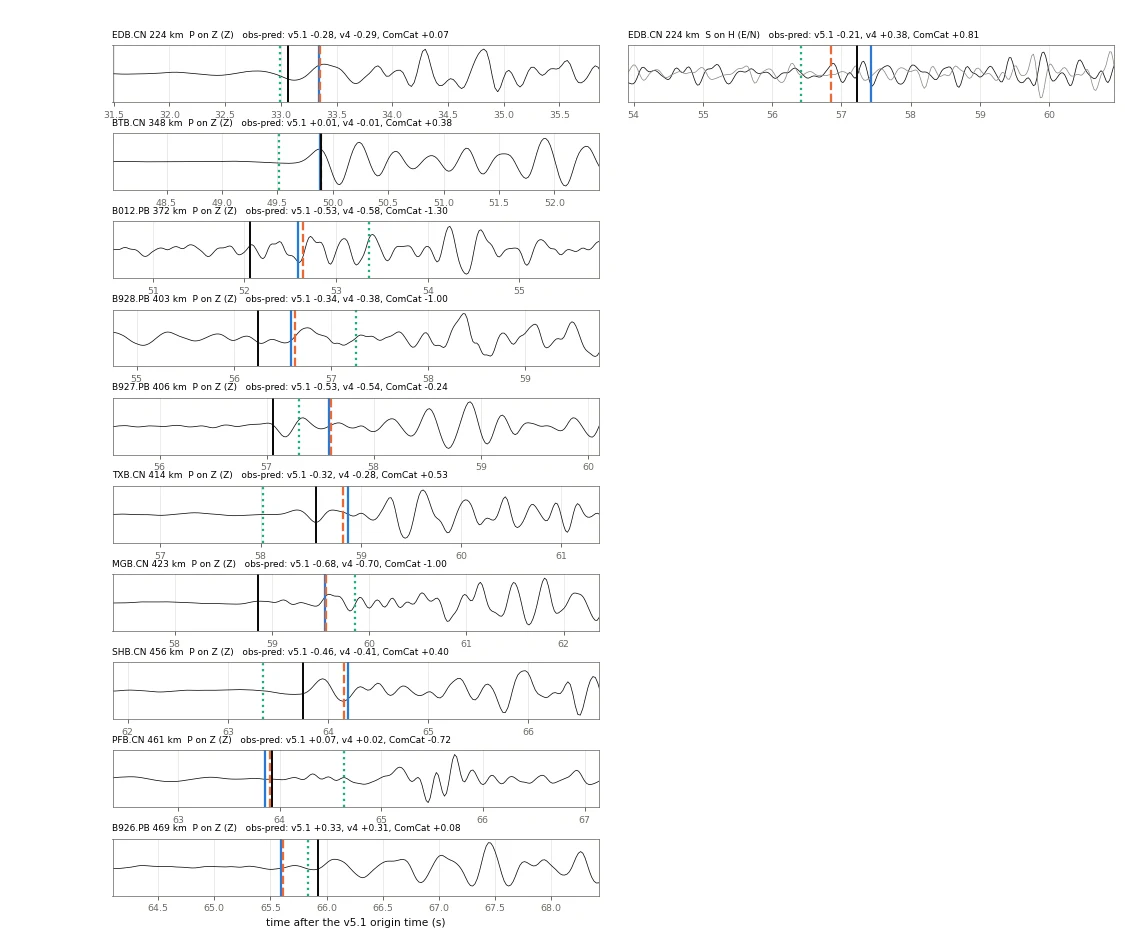 EDB.CN 224 km  P on Z (Z)   obs-pred: v5.1 -0.28, v4 -0.29, ComCat +0.07
31.5 32.0 32.5 33.0 33.5 34.0 34.5 35.0 35.5
EDB.CN 224 km  S on H (E/N)   obs-pred: v5.1 -0.21, v4 +0.38, ComCat +0.81
54 55 56 57 58 59 60
BTB.CN 348 km  P on Z (Z)   obs-pred: v5.1 +0.01, v4 -0.01, ComCat +0.38
48.5 49.0 49.5 50.0 50.5 51.0 51.5 52.0
B012.PB 372 km  P on Z (Z)   obs-pred: v5.1 -0.53, v4 -0.58, ComCat -1.30
51 52 53 54 55
B928.PB 403 km  P on Z (Z)   obs-pred: v5.1 -0.34, v4 -0.38, ComCat -1.00
55 56 57 58 59
B927.PB 406 km  P on Z (Z)   obs-pred: v5.1 -0.53, v4 -0.54, ComCat -0.24
56 57 58 59 60
TXB.CN 414 km  P on Z (Z)   obs-pred: v5.1 -0.32, v4 -0.28, ComCat +0.53
57 58 59 60 61
MGB.CN 423 km  P on Z (Z)   obs-pred: v5.1 -0.68, v4 -0.70, ComCat -1.00
58 59 60 61 62
SHB.CN 456 km  P on Z (Z)   obs-pred: v5.1 -0.46, v4 -0.41, ComCat +0.40
62 63 64 65 66
PFB.CN 461 km  P on Z (Z)   obs-pred: v5.1 +0.07, v4 +0.02, ComCat -0.72
63 64 65 66 67
B926.PB 469 km  P on Z (Z)   obs-pred: v5.1 +0.33, v4 +0.31, ComCat +0.08
64.5 65.0 65.5 66.0 66.5 67.0 67.5 68.0
time after the v5.1 origin time (s)